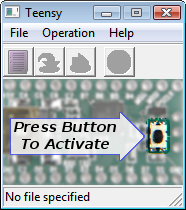 Teensy
File Operation Help
Press Button
To Activate
No file specified